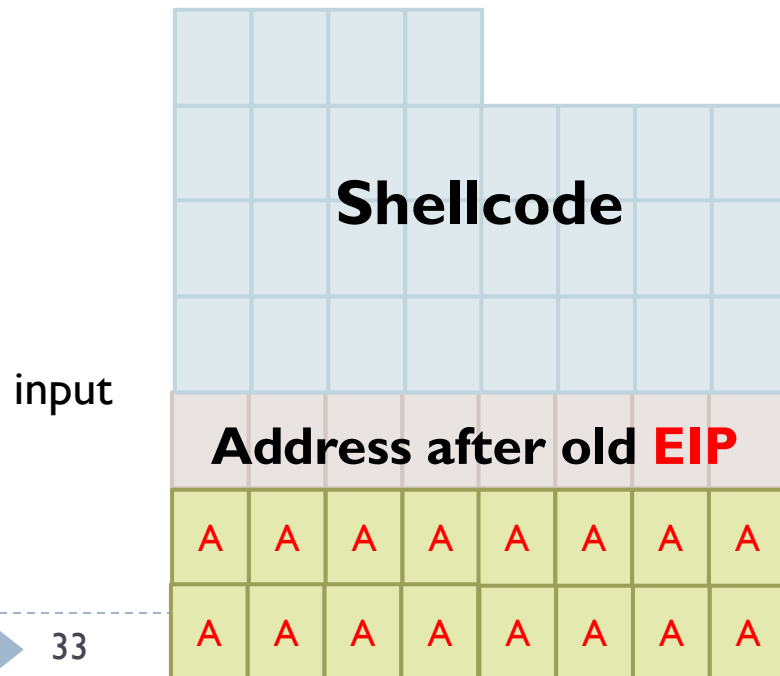 Shellcode
input
Address after old EIP
A A A A A A A A
A A A A A A A A
33